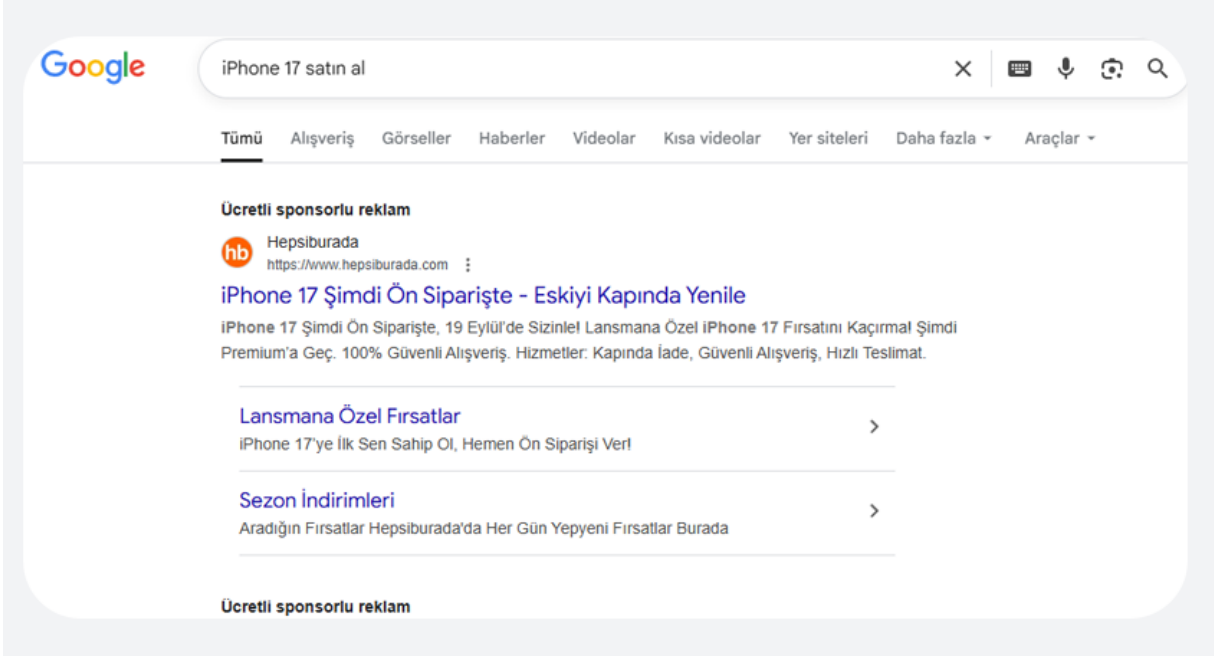 Google
iPhone 17 satın al
Tümü Alışveriş Görseller Haberler Videolar Kısa videolar Yer siteleri Daha fazla Araçlar
Ücretli sponsorlu reklam
hb
Hepsiburada
https://www.hepsiburada.com
iPhone 17 Şimdi Ön Siparişte - Eskiyi Kapında Yenile
iPhone 17 Şimdi Ön Siparişte, 19 Eylül'de Sizinle! Lansmana Özel iPhone 17 Fırsatını Kaçırma! Şimdi
Premium'a Geç. 100% Güvenli Alışveriş. Hizmetler: Kapında İade, Güvenli Alışveriş, Hızlı Teslimat.
Lansmana Özel Fırsatlar
iPhone 17'ye İlk Sen Sahip Ol, Hemen Ön Siparişi Ver!
Sezon İndirimleri
Aradığın Fırsatlar Hepsiburada'da Her Gün Yepyeni Fırsatlar Burada
Ücretli sponsorlu reklam